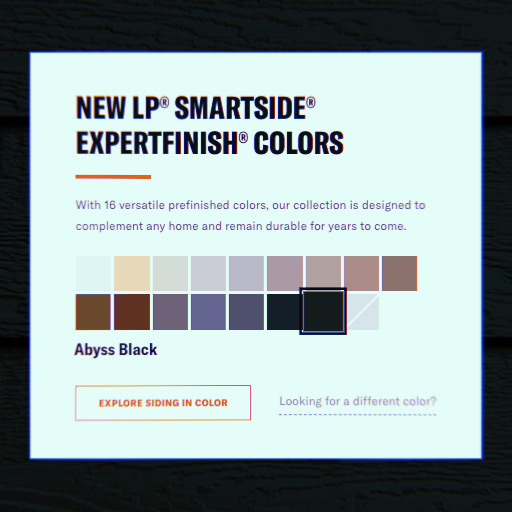 NEW LP® SMARTSIDE®
EXPERTFINISH® COLORS
With 16 versatile prefinished colors, our collection is designed to
complement any home and remain durable for years to come.
Abyss Black
EXPLORE SIDING IN COLOR
Looking for a different color?